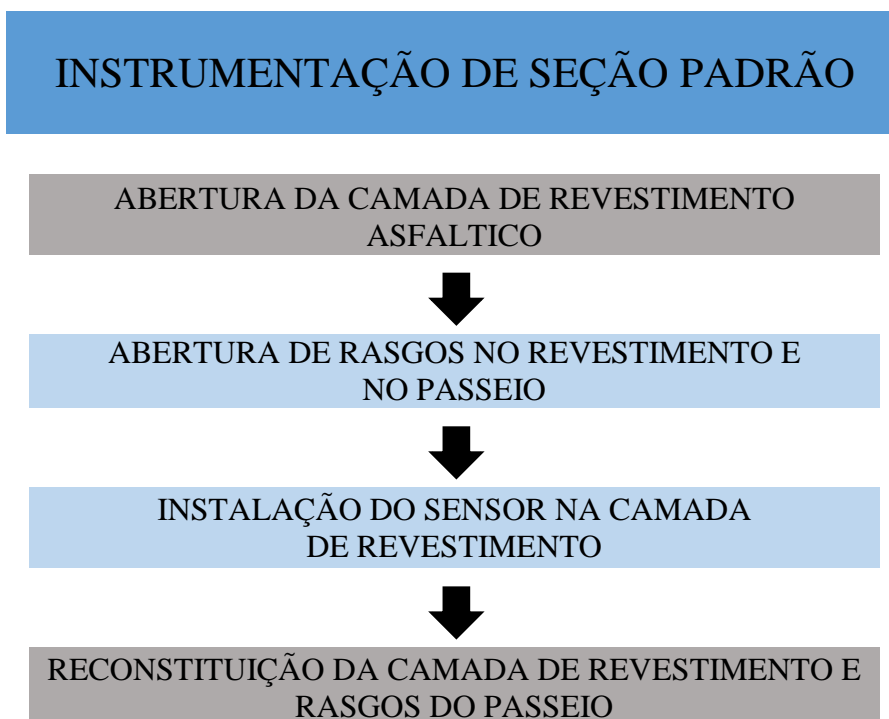 INSTRUMENTAÇÃO DE SEÇÃO PADRÃO
ABERTURA DA CAMADA DE REVESTIMENTO
ASFALTICO
ABERTURA DE RASGOS NO REVESTIMENTO E
NO PASSEIO
INSTALAÇÃO DO SENSOR NA CAMADA
DE REVESTIMENTO
RECONSTITUIÇÃO DA CAMADA DE REVESTIMENTO E
RASGOS DO PASSEIO